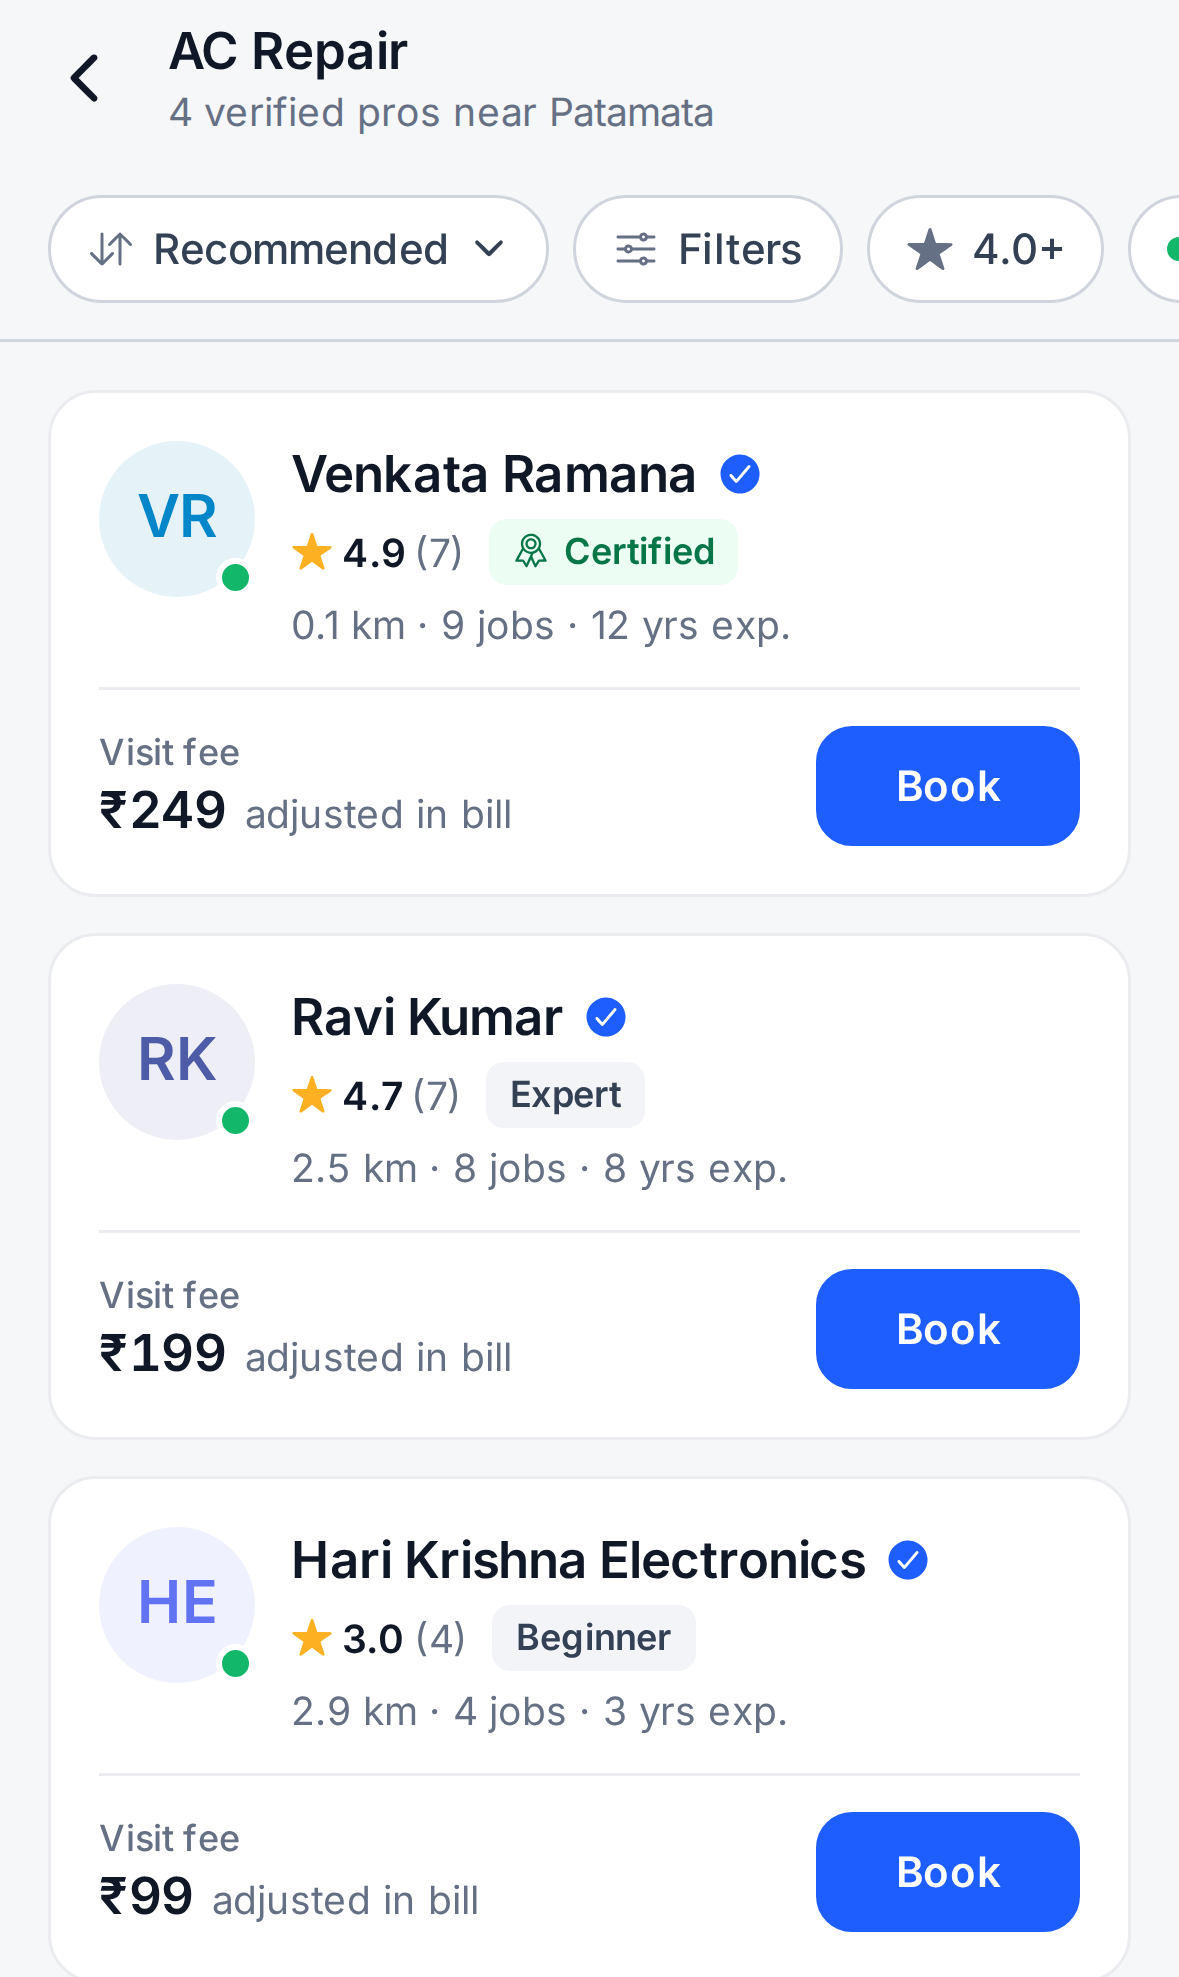 AC Repair
4 verified pros near Patamata
Recommended
Filters
4.0+
VR
Venkata Ramana
4.9 (7)
Certified
0.1 km · 9 jobs · 12 yrs exp.
Visit fee
₹249 adjusted in bill
Book
RK
Ravi Kumar
4.7 (7)
Expert
2.5 km · 8 jobs · 8 yrs exp.
Visit fee
₹199 adjusted in bill
Book
HE
Hari Krishna Electronics
3.0 (4)
Beginner
2.9 km · 4 jobs · 3 yrs exp.
Visit fee
₹99 adjusted in bill
Book